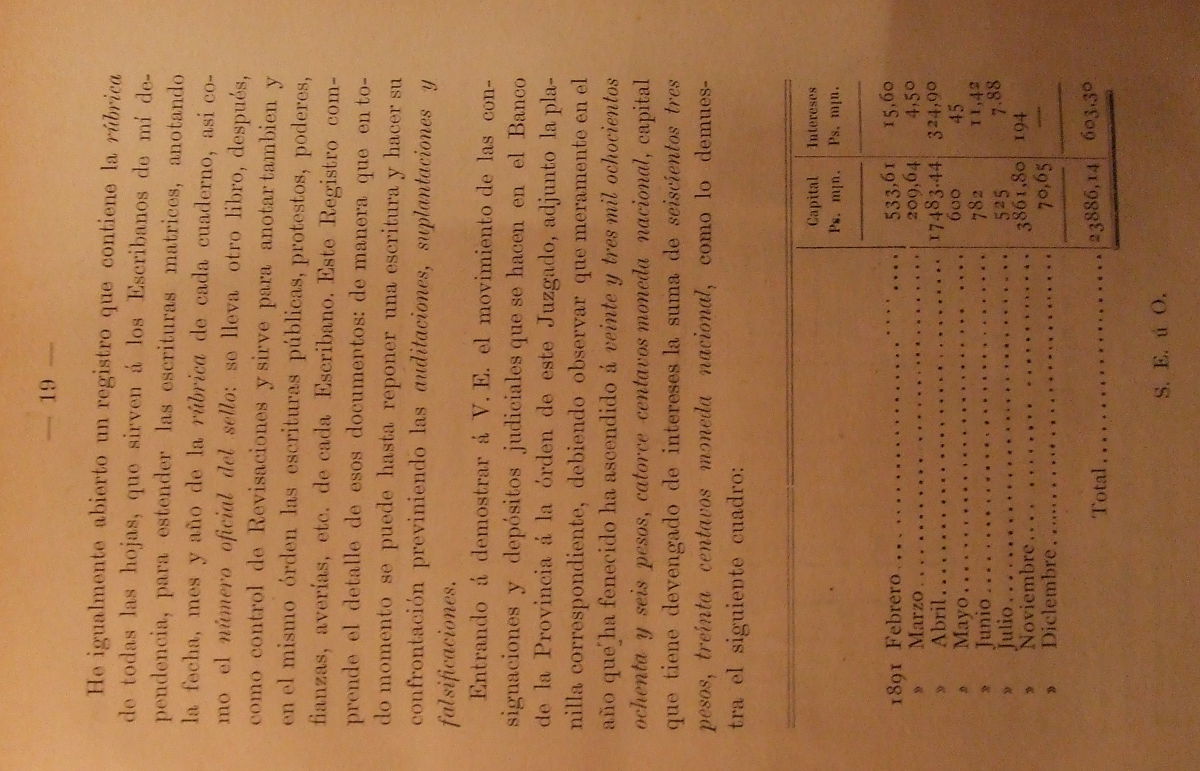 — 19 —
He igualmente abierto un registro que contiene la rúbrica
de todas las hojas, que sirven á los Escribanos de mi de-
pendencia, para estender las escrituras matrices, anotando
la fecha, mes y año de la rúbrica de cada cuaderno, asi co-
mo el número oficial del sello: se lleva otro libro, después,
como control de Revisaciones y sirve para anotar tambien y
en el mismo órden las escrituras públicas, protestos, poderes,
fianzas, averías, etc. de cada Escribano. Este Registro com-
prende el detalle de esos documentos: de manera que en to-
do momento se puede hasta reponer una escritura y hacer su
confrontación previniendo las auditaciones, suplantaciones y
falsificaciones.
Entrando á demostrar á V. E. el movimiento de las con-
signaciones y depósitos judiciales que se hacen en el Banco
de la Provincia á la órden de este Juzgado, adjunto la pla-
nilla correspondiente, debiendo observar que meramente en el
año que ha fenecido ha ascendido á veinte y tres mil ochocientos
ochenta y seis pesos, catorce centavos moneda nacional, capital
que tiene devengado de intereses la suma de seiscientos tres
pesos, treinta centavos moneda nacional, como lo demues-
tra el siguiente cuadro:
Capital Intereses
Ps. m/n. Ps. m/n.
1891 Febrero 533,61 15,60
» Marzo 209,64 4,50
» Abril 17483.44 324,90
» Mayo 600 45
» Junio 782 11,42
» Julio 525 7.88
» Noviembre 3861,80 194
» Diciembre 70,65 —
Total 23886,14 603,30
S. E. ú O.